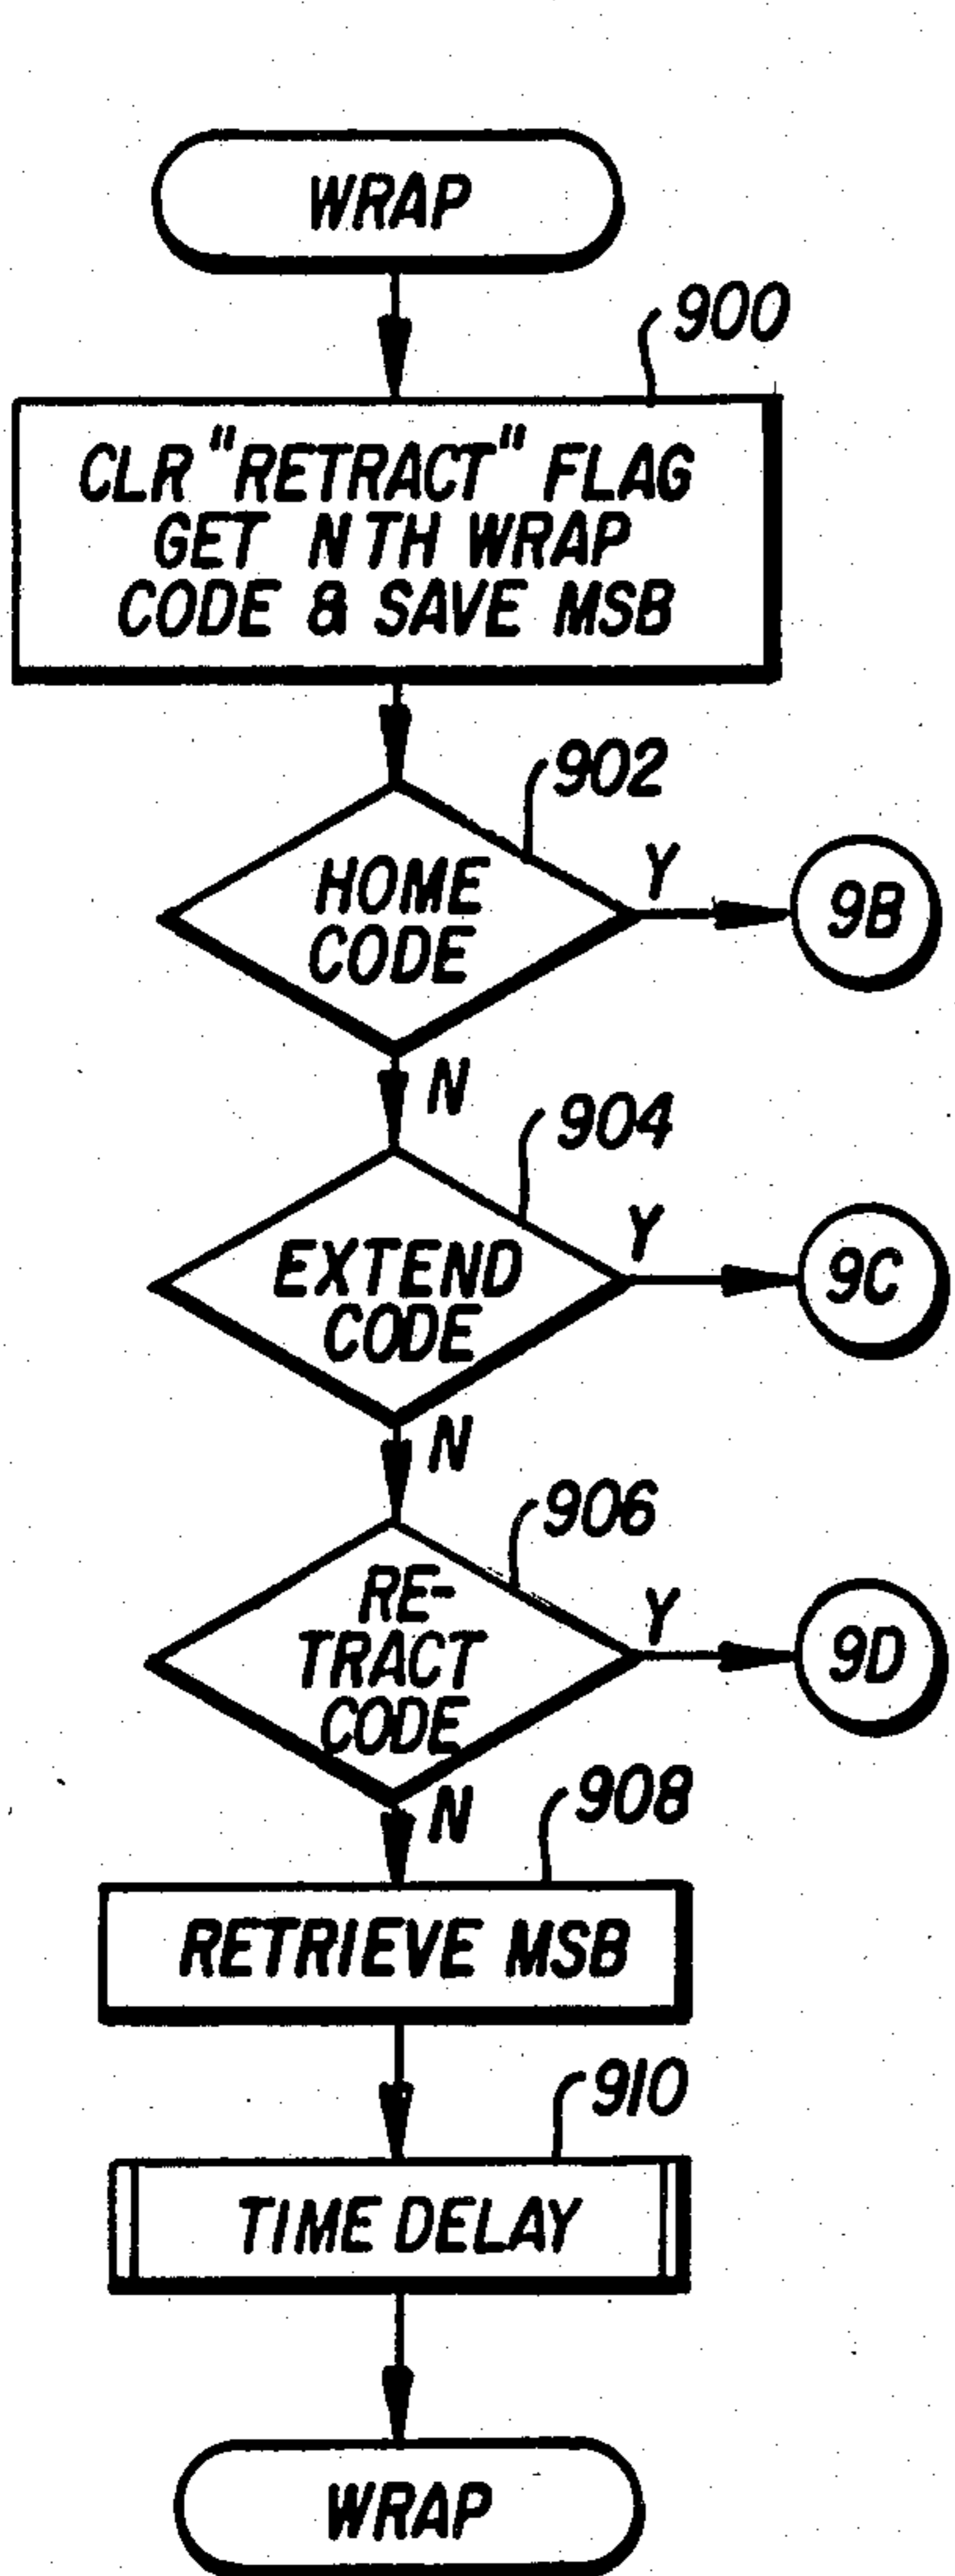 WRAP
900
CLR "RETRACT" FLAG
GET NTH WRAP
CODE & SAVE MSB
902
HOME
CODE
Y
9B
N
904
EXTEND
CODE
Y
9C
N
906
RE-
TRACT
CODE
Y
9D
N
908
RETRIEVE MSB
910
TIME DELAY
WRAP